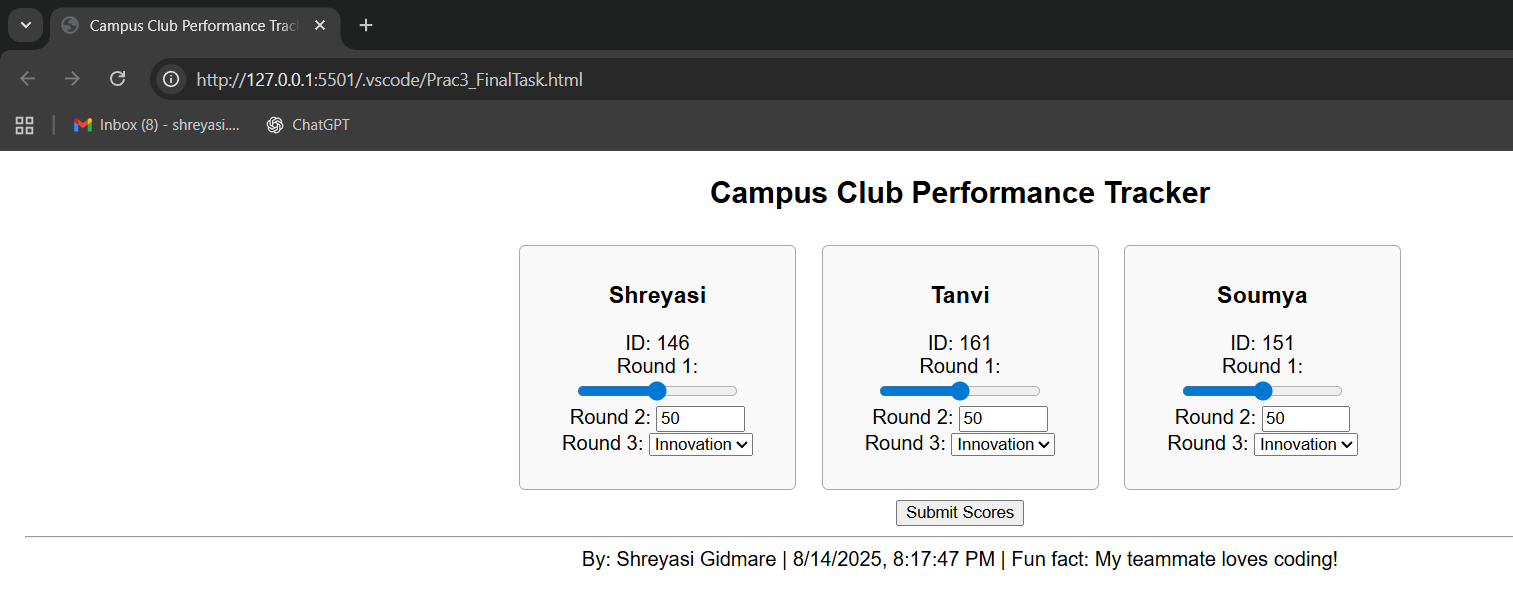 Campus Club Performance Trac
http://127.0.0.1:5501/.vscode/Prac3_FinalTask.html
Inbox (8) - shreyasi.... ChatGPT
Campus Club Performance Tracker
Shreyasi
ID: 146
Round 1:
Round 2: 50
Round 3: Innovation
Tanvi
ID: 161
Round 1:
Round 2: 50
Round 3: Innovation
Soumya
ID: 151
Round 1:
Round 2: 50
Round 3: Innovation
Submit Scores
By: Shreyasi Gidmare | 8/14/2025, 8:17:47 PM | Fun fact: My teammate loves coding!